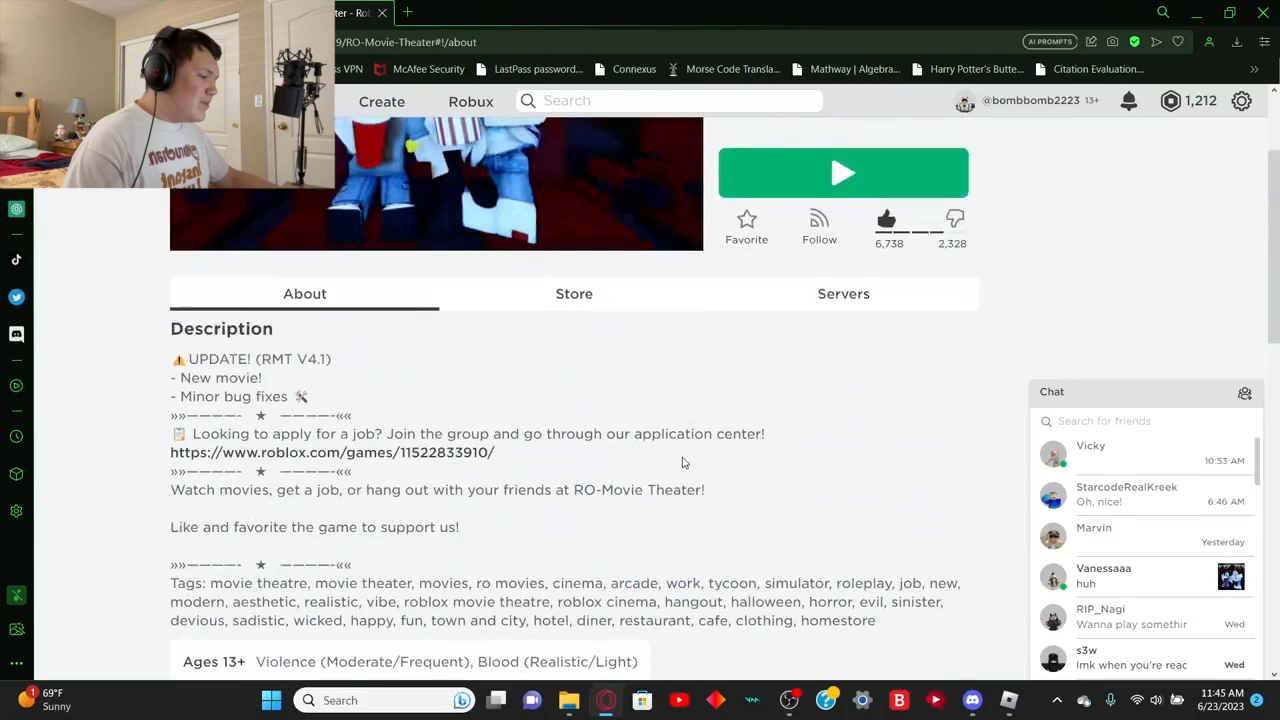 ter - Rot
9/RO-Movie-Theater#!/about
AI PROMPTS
ss VPN
McAfee Security
LastPass password...
Connexus
Morse Code Transla...
Mathway | Algebra...
Harry Potter's Butte...
Citation Evaluation...
Create
Robux
Search
@bombbomb2223 13+
1,212
Favorite
Follow
6,738
2,328
About
Store
Servers
Description
⚠️UPDATE! (RMT V4.1)
- New movie!
- Minor bug fixes 🛠
»»————-　★　————-««
📋 Looking to apply for a job? Join the group and go through our application center!
https://www.roblox.com/games/11522833910/
»»————-　★　————-««
Watch movies, get a job, or hang out with your friends at RO-Movie Theater!
Like and favorite the game to support us!
»»————-　★　————-««
Tags: movie theatre, movie theater, movies, ro movies, cinema, arcade, work, tycoon, simulator, roleplay, job, new,
modern, aesthetic, realistic, vibe, roblox movie theatre, roblox cinema, hangout, halloween, horror, evil, sinister,
devious, sadistic, wicked, happy, fun, town and city, hotel, diner, restaurant, cafe, clothing, homestore
Ages 13+ Violence (Moderate/Frequent), Blood (Realistic/Light)
Chat
Search for friends
Vicky
10:53 AM
StarcodeRealKreek
Oh, nice!
6:46 AM
Marvin
Yesterday
Vanessaaa
huh
RIP_Nagi
Wanna play somethir
Wed
s3w
lmk when you're reac
Wed
1
69°F
Sunny
Search
11:45 AM
6/23/2023
2